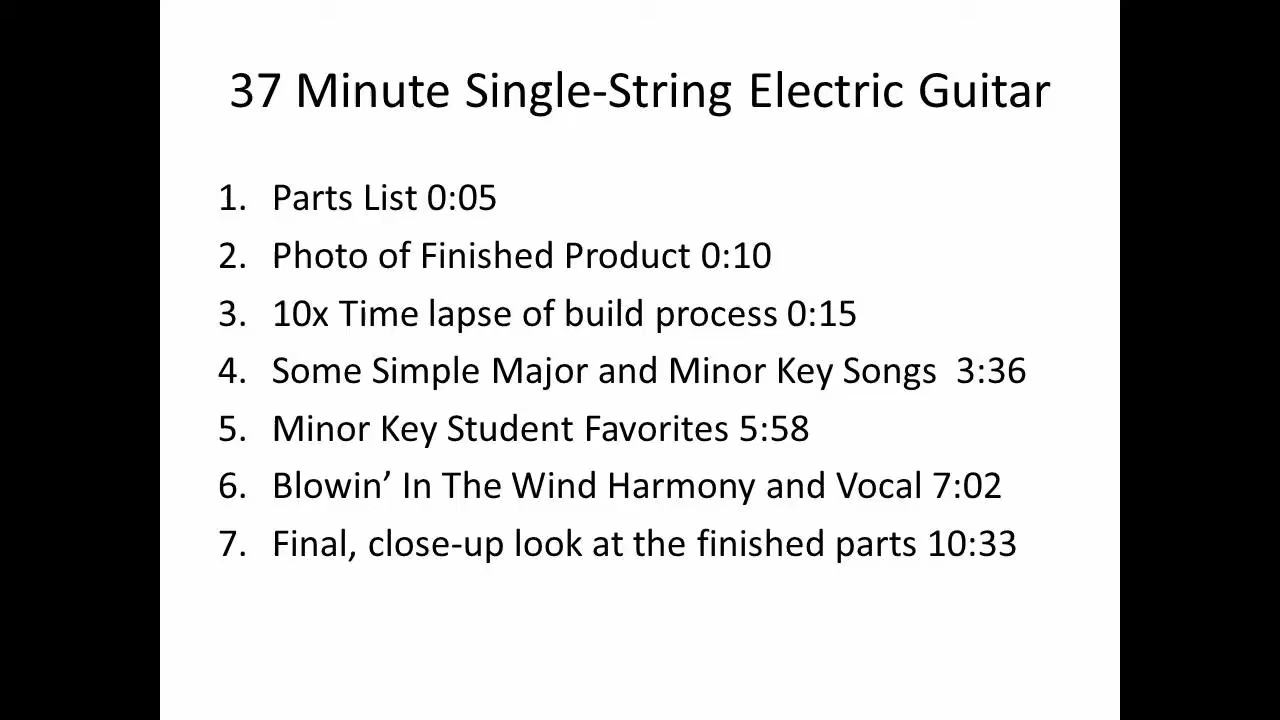 37 Minute Single-String Electric Guitar
1. Parts List 0:05
2. Photo of Finished Product 0:10
3. 10x Time lapse of build process 0:15
4. Some Simple Major and Minor Key Songs  3:36
5. Minor Key Student Favorites 5:58
6. Blowin’ In The Wind Harmony and Vocal 7:02
7. Final, close-up look at the finished parts 10:33